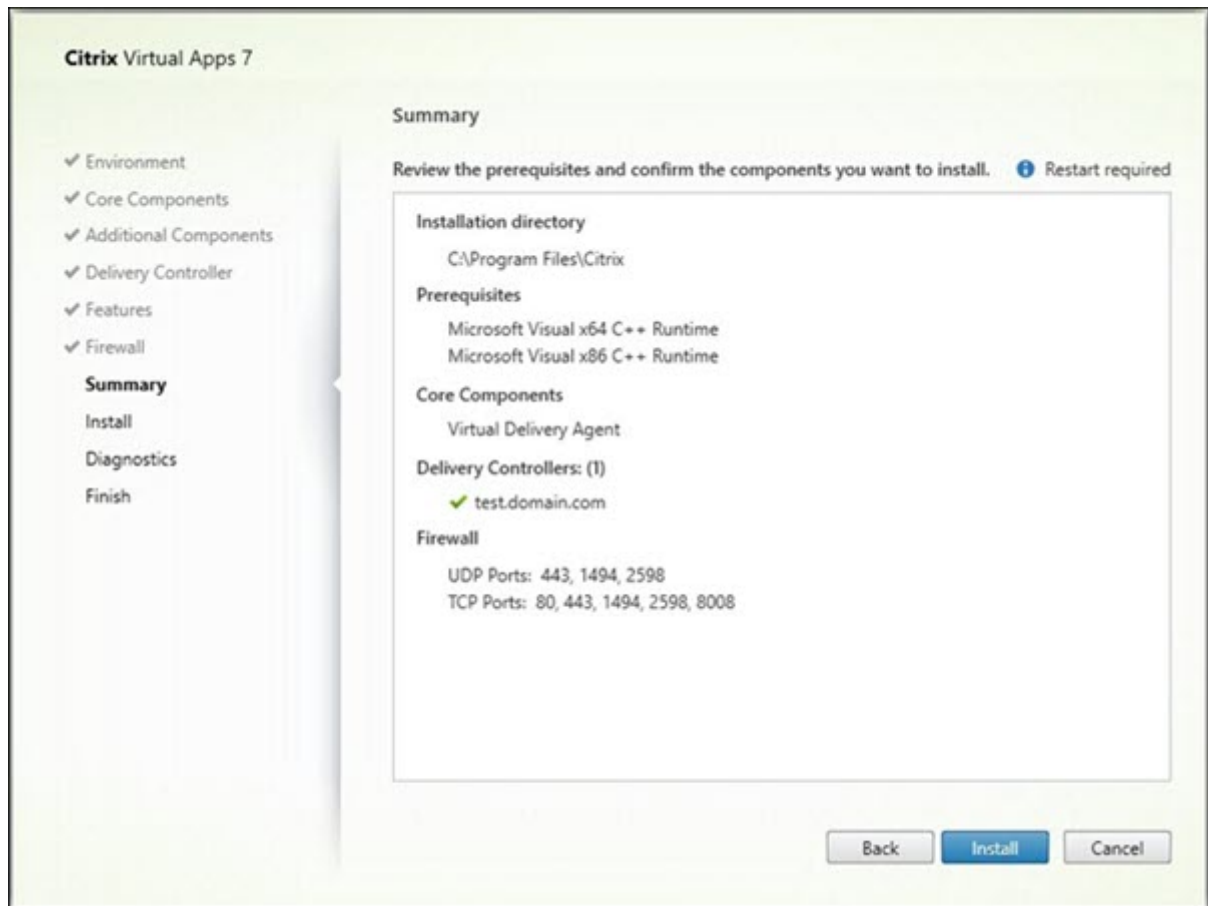 Citrix Virtual Apps 7
Summary
Environment
Core Components
Additional Components
Delivery Controller
Features
Firewall
Summary
Install
Diagnostics
Finish
Review the prerequisites and confirm the components you want to install.
Restart required
Installation directory
C:\Program Files\Citrix
Prerequisites
Microsoft Visual x64 C++ Runtime
Microsoft Visual x86 C++ Runtime
Core Components
Virtual Delivery Agent
Delivery Controllers: (1)
test.domain.com
Firewall
UDP Ports: 443, 1494, 2598
TCP Ports: 80, 443, 1494, 2598, 8008
Back
Install
Cancel